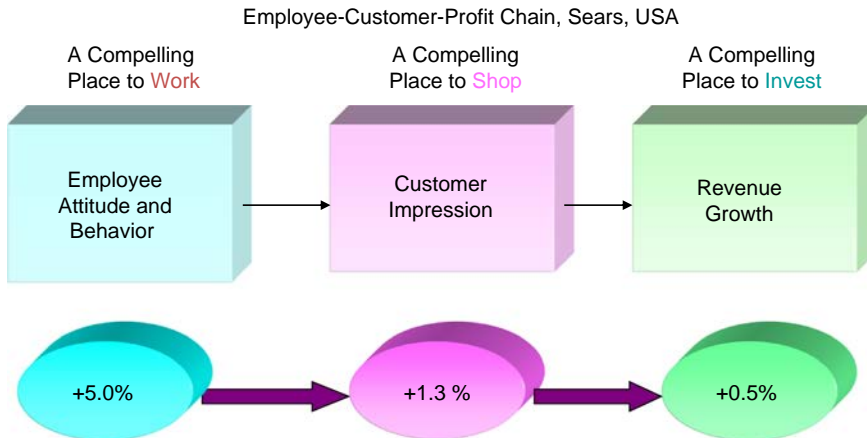 Employee-Customer-Profit Chain, Sears, USA
A Compelling
Place to Work
A Compelling
Place to Shop
A Compelling
Place to Invest
Employee
Attitude and
Behavior
Customer
Impression
Revenue
Growth
+5.0%
+1.3 %
+0.5%